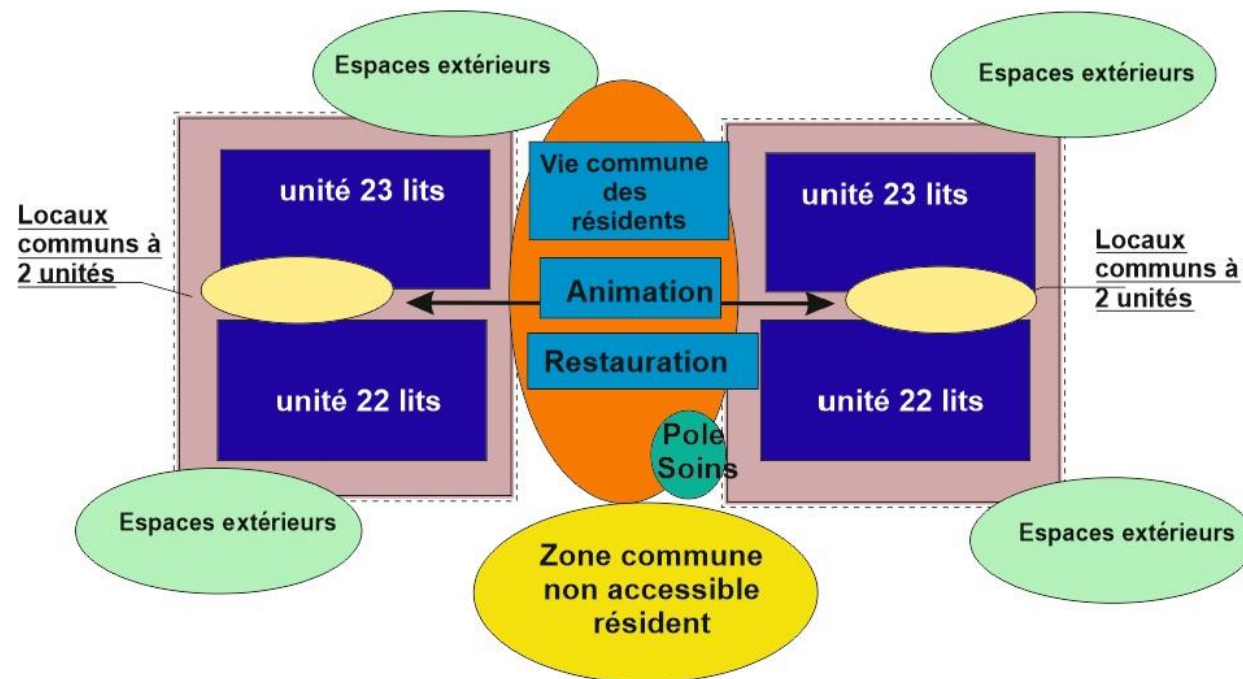 Espaces extérieurs
Espaces extérieurs
Vie commune
des
résidents
unité 23 lits
unité 23 lits
Locaux
communs à
2 unités
Locaux
communs à
2 unités
Animation
Restauration
unité 22 lits
unité 22 lits
Pole
Soins
Espaces extérieurs
Espaces extérieurs
Zone commune
non accessible
résident